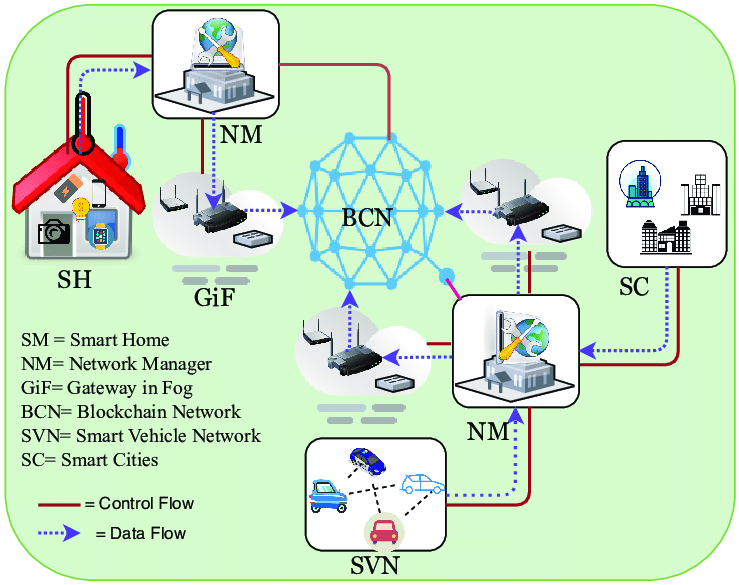 NM
BCN
SH
GiF
SC
SM = Smart Home
NM= Network Manager
GiF= Gateway in Fog
BCN= Blockchain Network
SVN= Smart Vehicle Network
SC= Smart Cities
NM
= Control Flow
= Data Flow
SVN